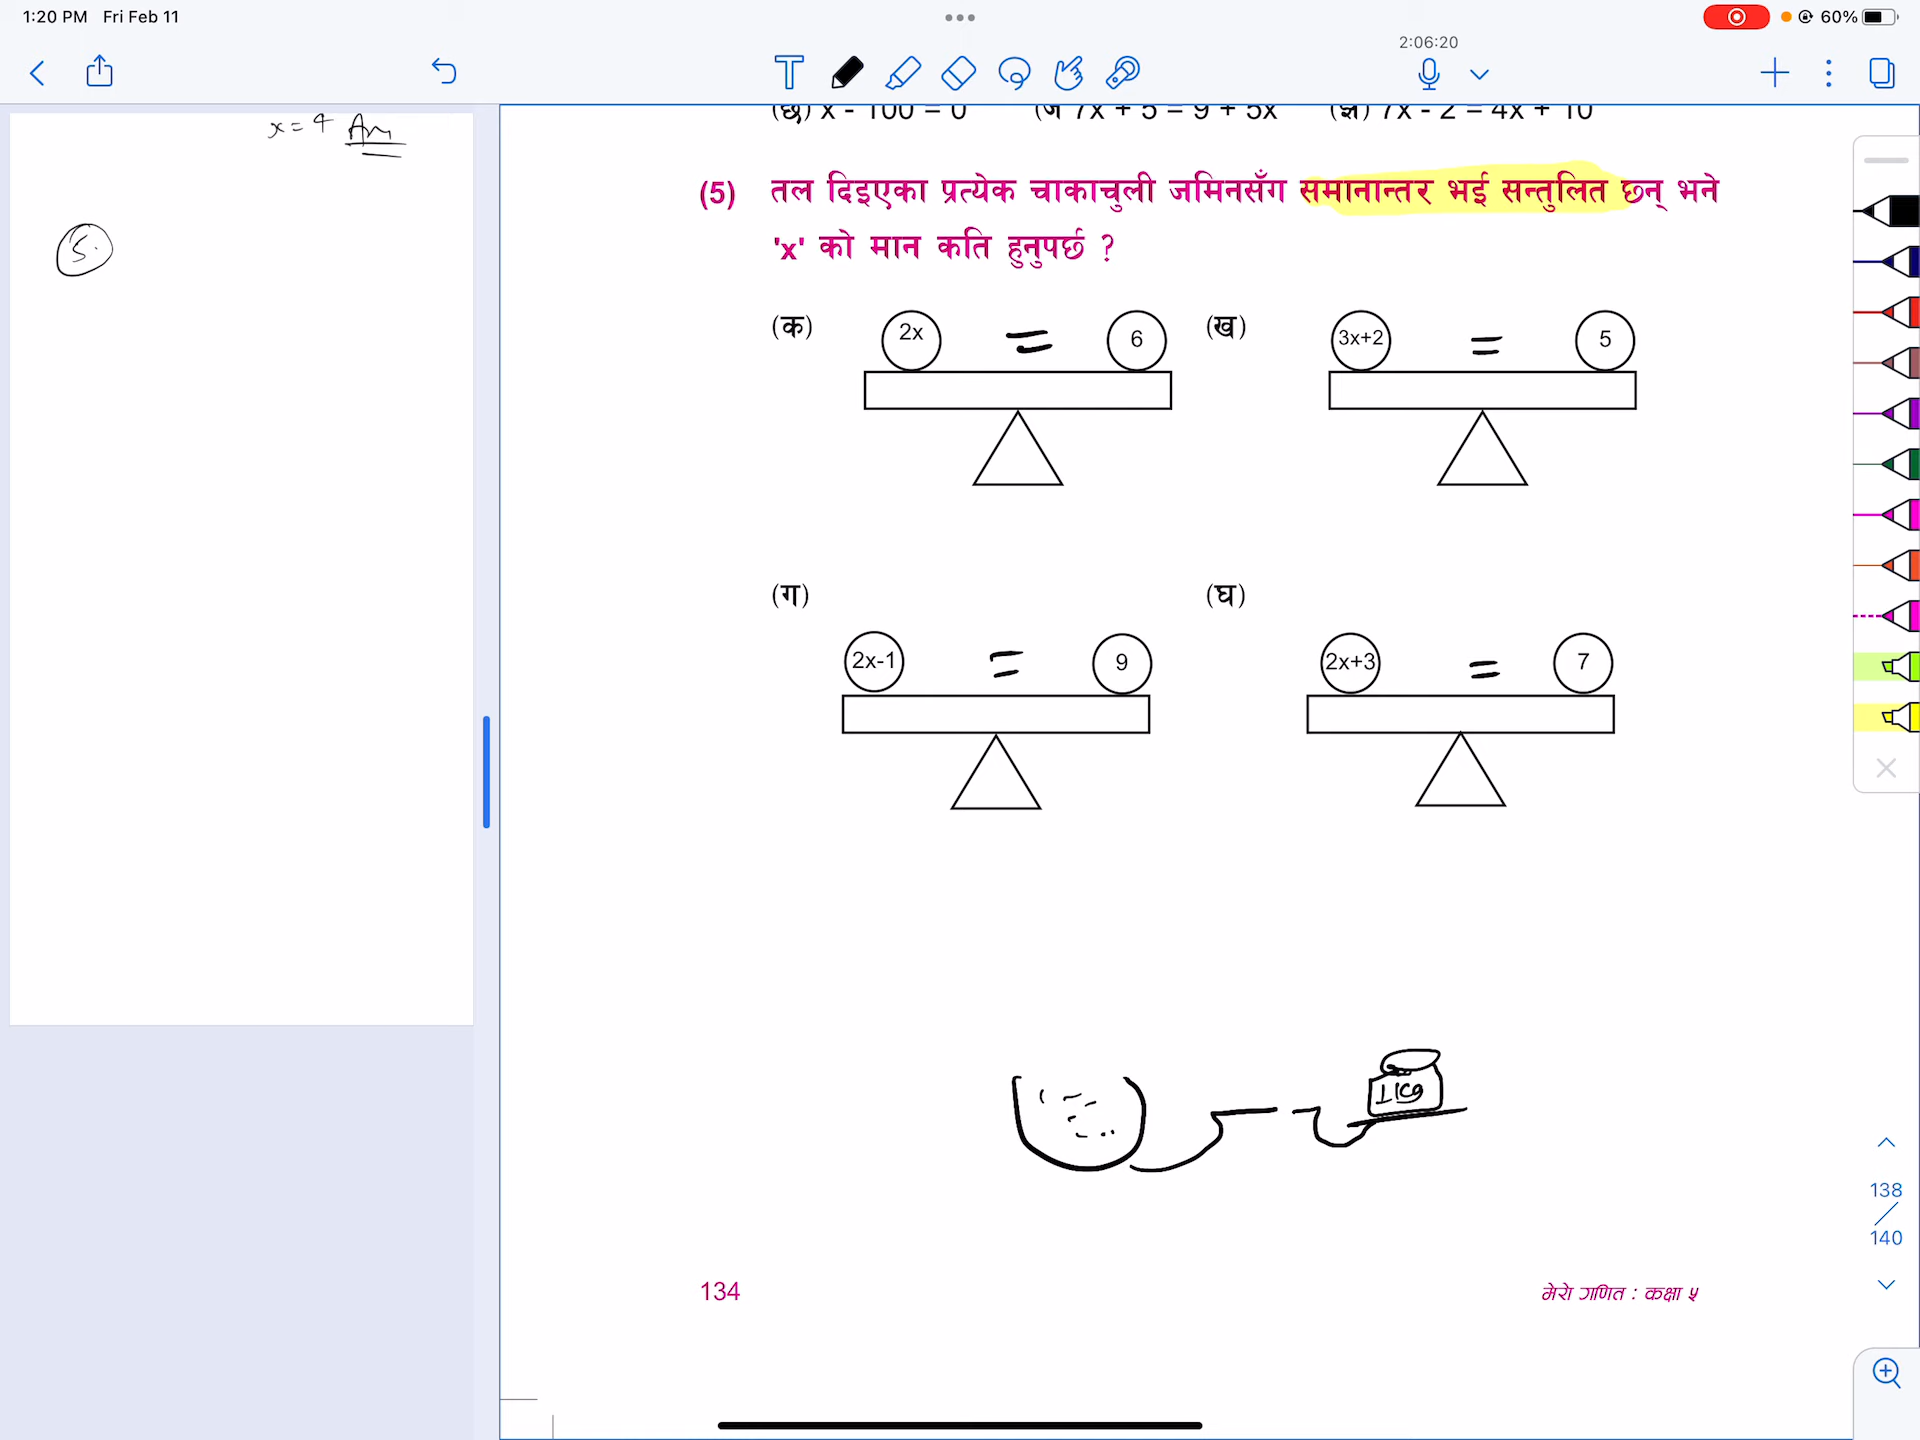 1:20 PM Fri Feb 11
60%
2:06:20
x = 4 Am
5.
(छ) x - 100 = 0 (ज 7x + 5 = 9 + 5x (झ) 7x - 2 = 4x + 10
(5) तल दिइएका प्रत्येक चाकाचुली जमिनसँग समानान्तर भई सन्तुलित छन् भने
'x' को मान कति हुनुपर्छ ?
(क) 2x = 6 (ख) 3x+2 = 5
(ग) (घ)
2x-1 = 9 2x+3 = 7
1KG
138
/
140
134 मेरो गणित : कक्षा ५